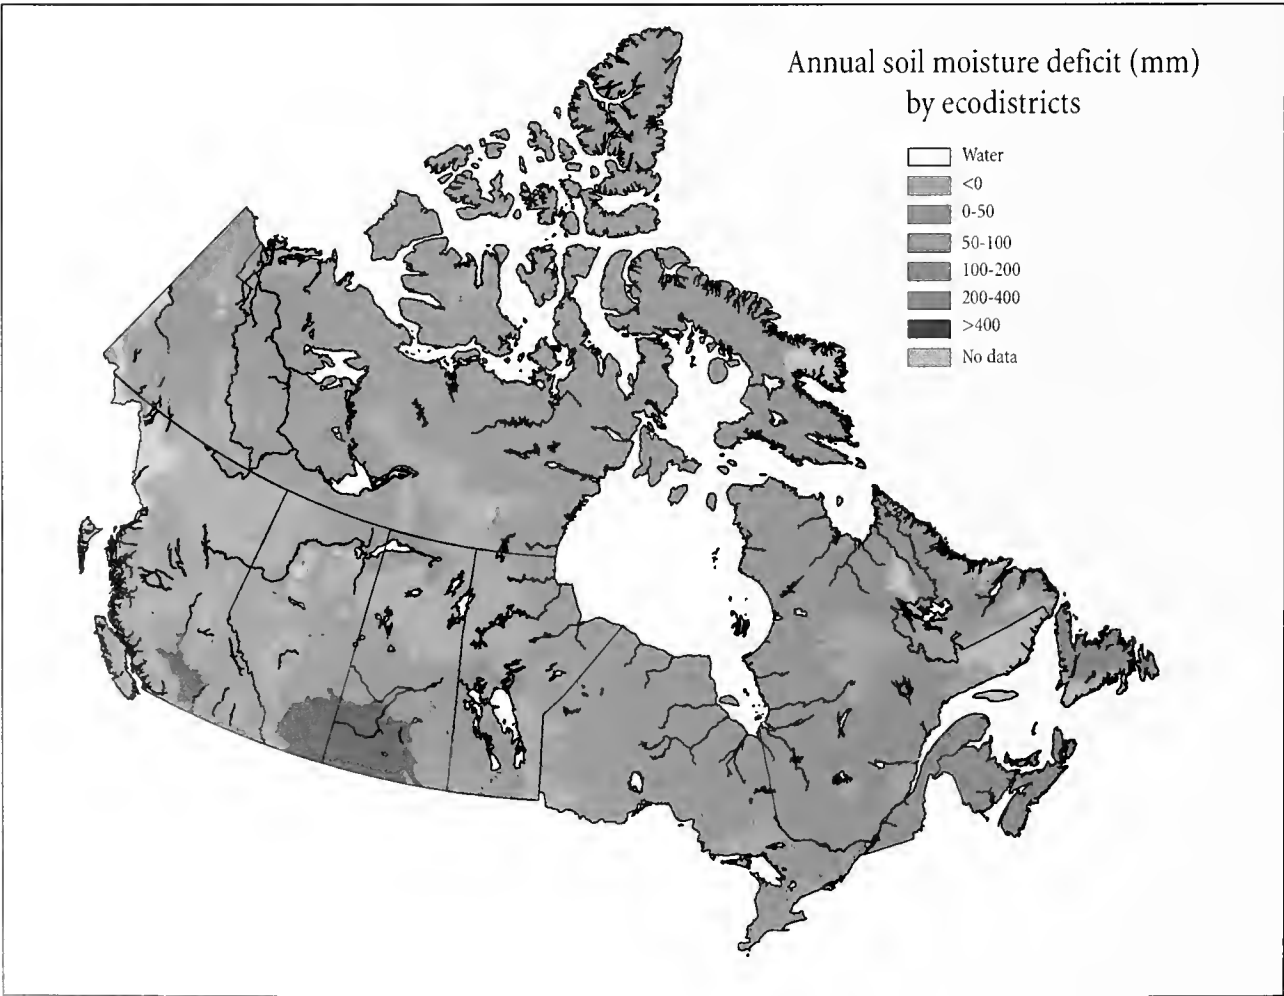 Annual soil moisture deficit (mm)
by ecodistricts
Water
<0
0-50
50-100
100-200
200-400
>400
No data